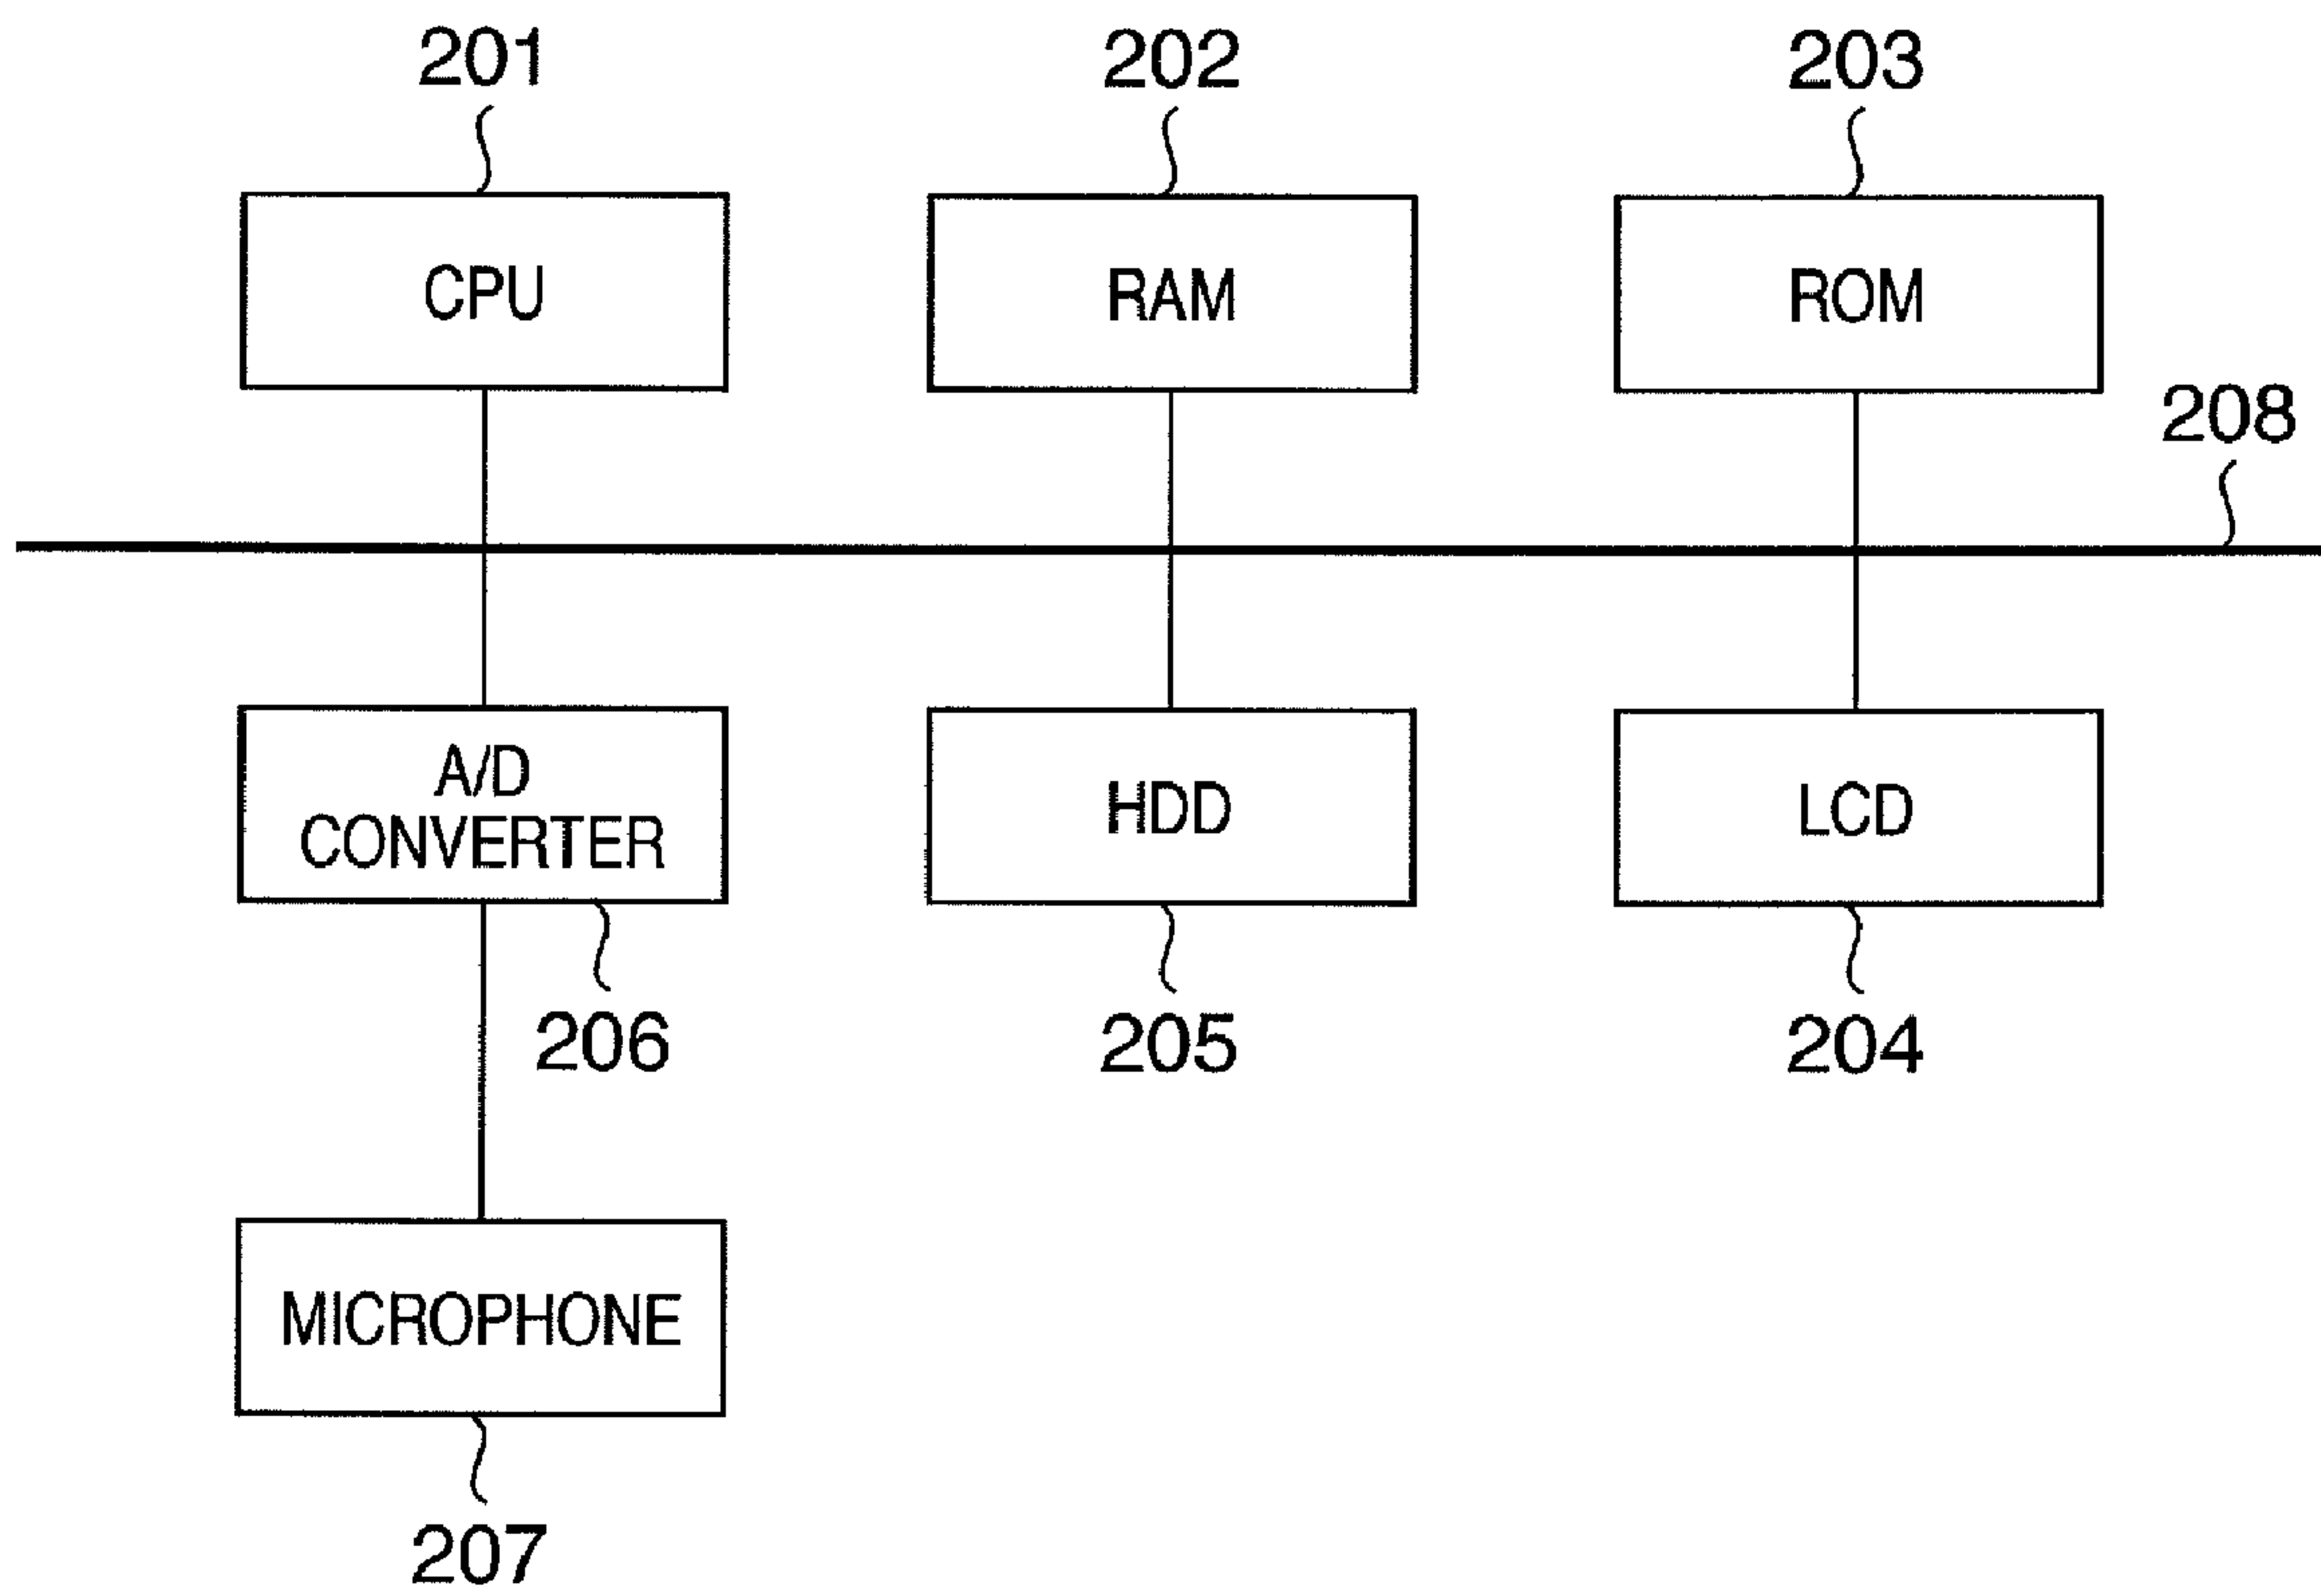 201
202
203
CPU
RAM
ROM
208
A/D
CONVERTER
HDD
LCD
206
205
204
MICROPHONE
207